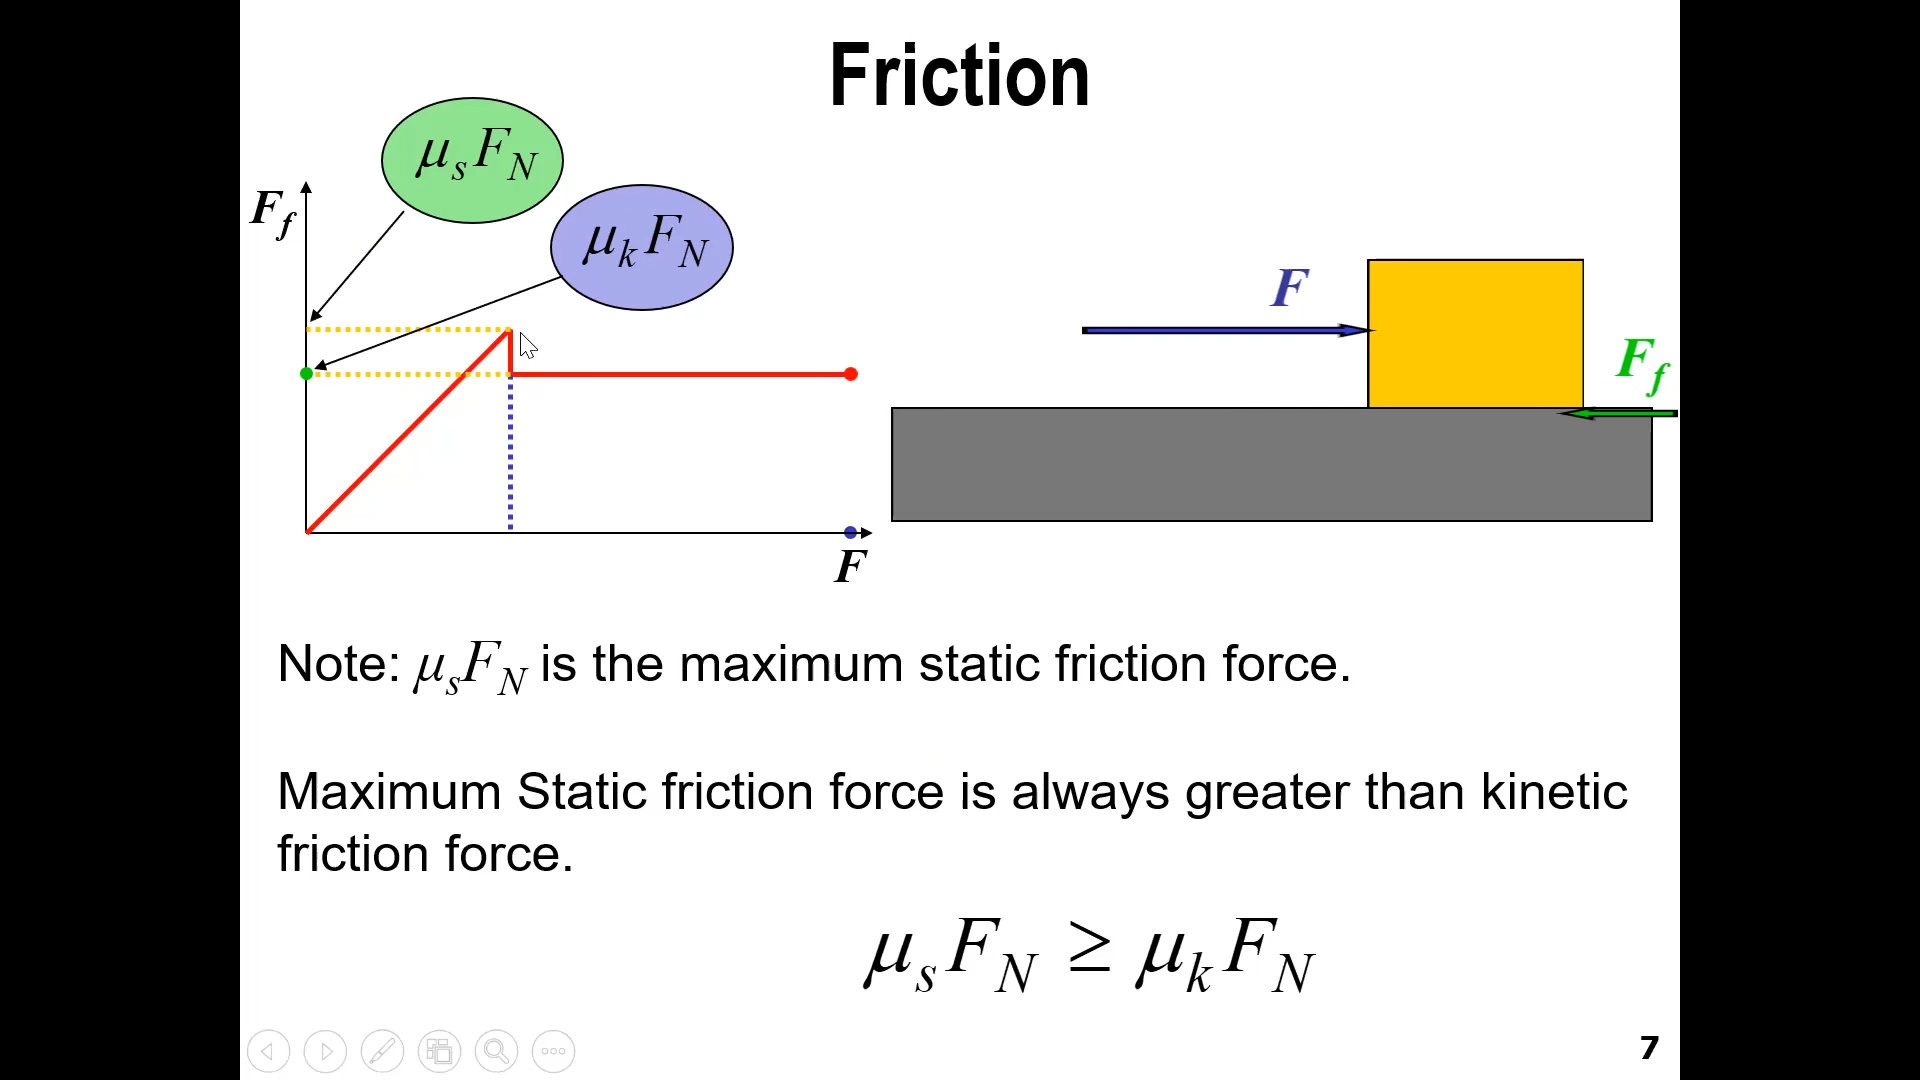 Friction
μsFN
μkFN
Ff
F
Ff
F
Note: μsFN is the maximum static friction force.
Maximum Static friction force is always greater than kinetic
friction force.
μsFN ≥ μkFN
7